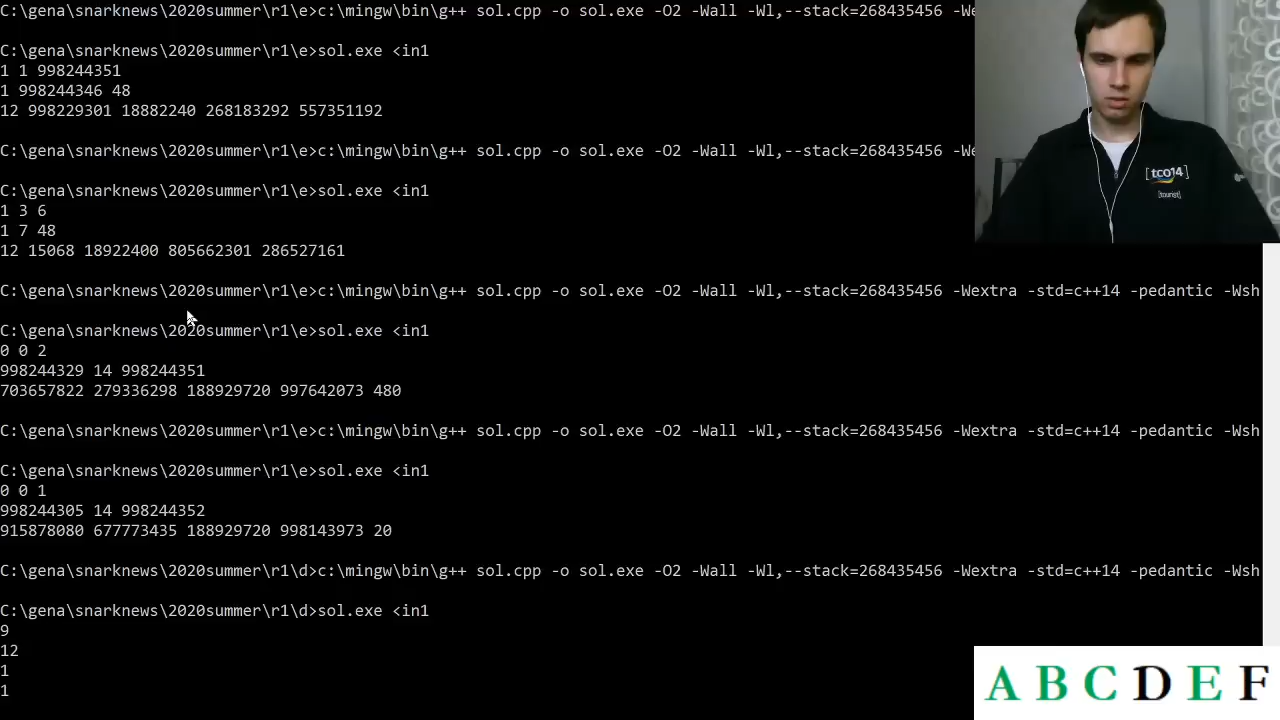 C:\gena\snarknews\2020summer\r1\e>c:\mingw\bin\g++ sol.cpp -o sol.exe -O2 -Wall -Wl,--stack=268435456 -We
C:\gena\snarknews\2020summer\r1\e>sol.exe <in1
1 1 998244351
1 998244346 48
12 998229301 18882240 268183292 557351192
C:\gena\snarknews\2020summer\r1\e>c:\mingw\bin\g++ sol.cpp -o sol.exe -O2 -Wall -Wl,--stack=268435456 -We
C:\gena\snarknews\2020summer\r1\e>sol.exe <in1
1 3 6
1 7 48
12 15068 18922400 805662301 286527161
C:\gena\snarknews\2020summer\r1\e>c:\mingw\bin\g++ sol.cpp -o sol.exe -O2 -Wall -Wl,--stack=268435456 -Wextra -std=c++14 -pedantic -Wsh
C:\gena\snarknews\2020summer\r1\e>sol.exe <in1
0 0 2
998244329 14 998244351
703657822 279336298 188929720 997642073 480
C:\gena\snarknews\2020summer\r1\e>c:\mingw\bin\g++ sol.cpp -o sol.exe -O2 -Wall -Wl,--stack=268435456 -Wextra -std=c++14 -pedantic -Wsh
C:\gena\snarknews\2020summer\r1\e>sol.exe <in1
0 0 1
998244305 14 998244352
915878080 677773435 188929720 998143973 20
C:\gena\snarknews\2020summer\r1\d>c:\mingw\bin\g++ sol.cpp -o sol.exe -O2 -Wall -Wl,--stack=268435456 -Wextra -std=c++14 -pedantic -Wsh
C:\gena\snarknews\2020summer\r1\d>sol.exe <in1
9
12
1
1
[tco14]
[tourist]
A B C D E F